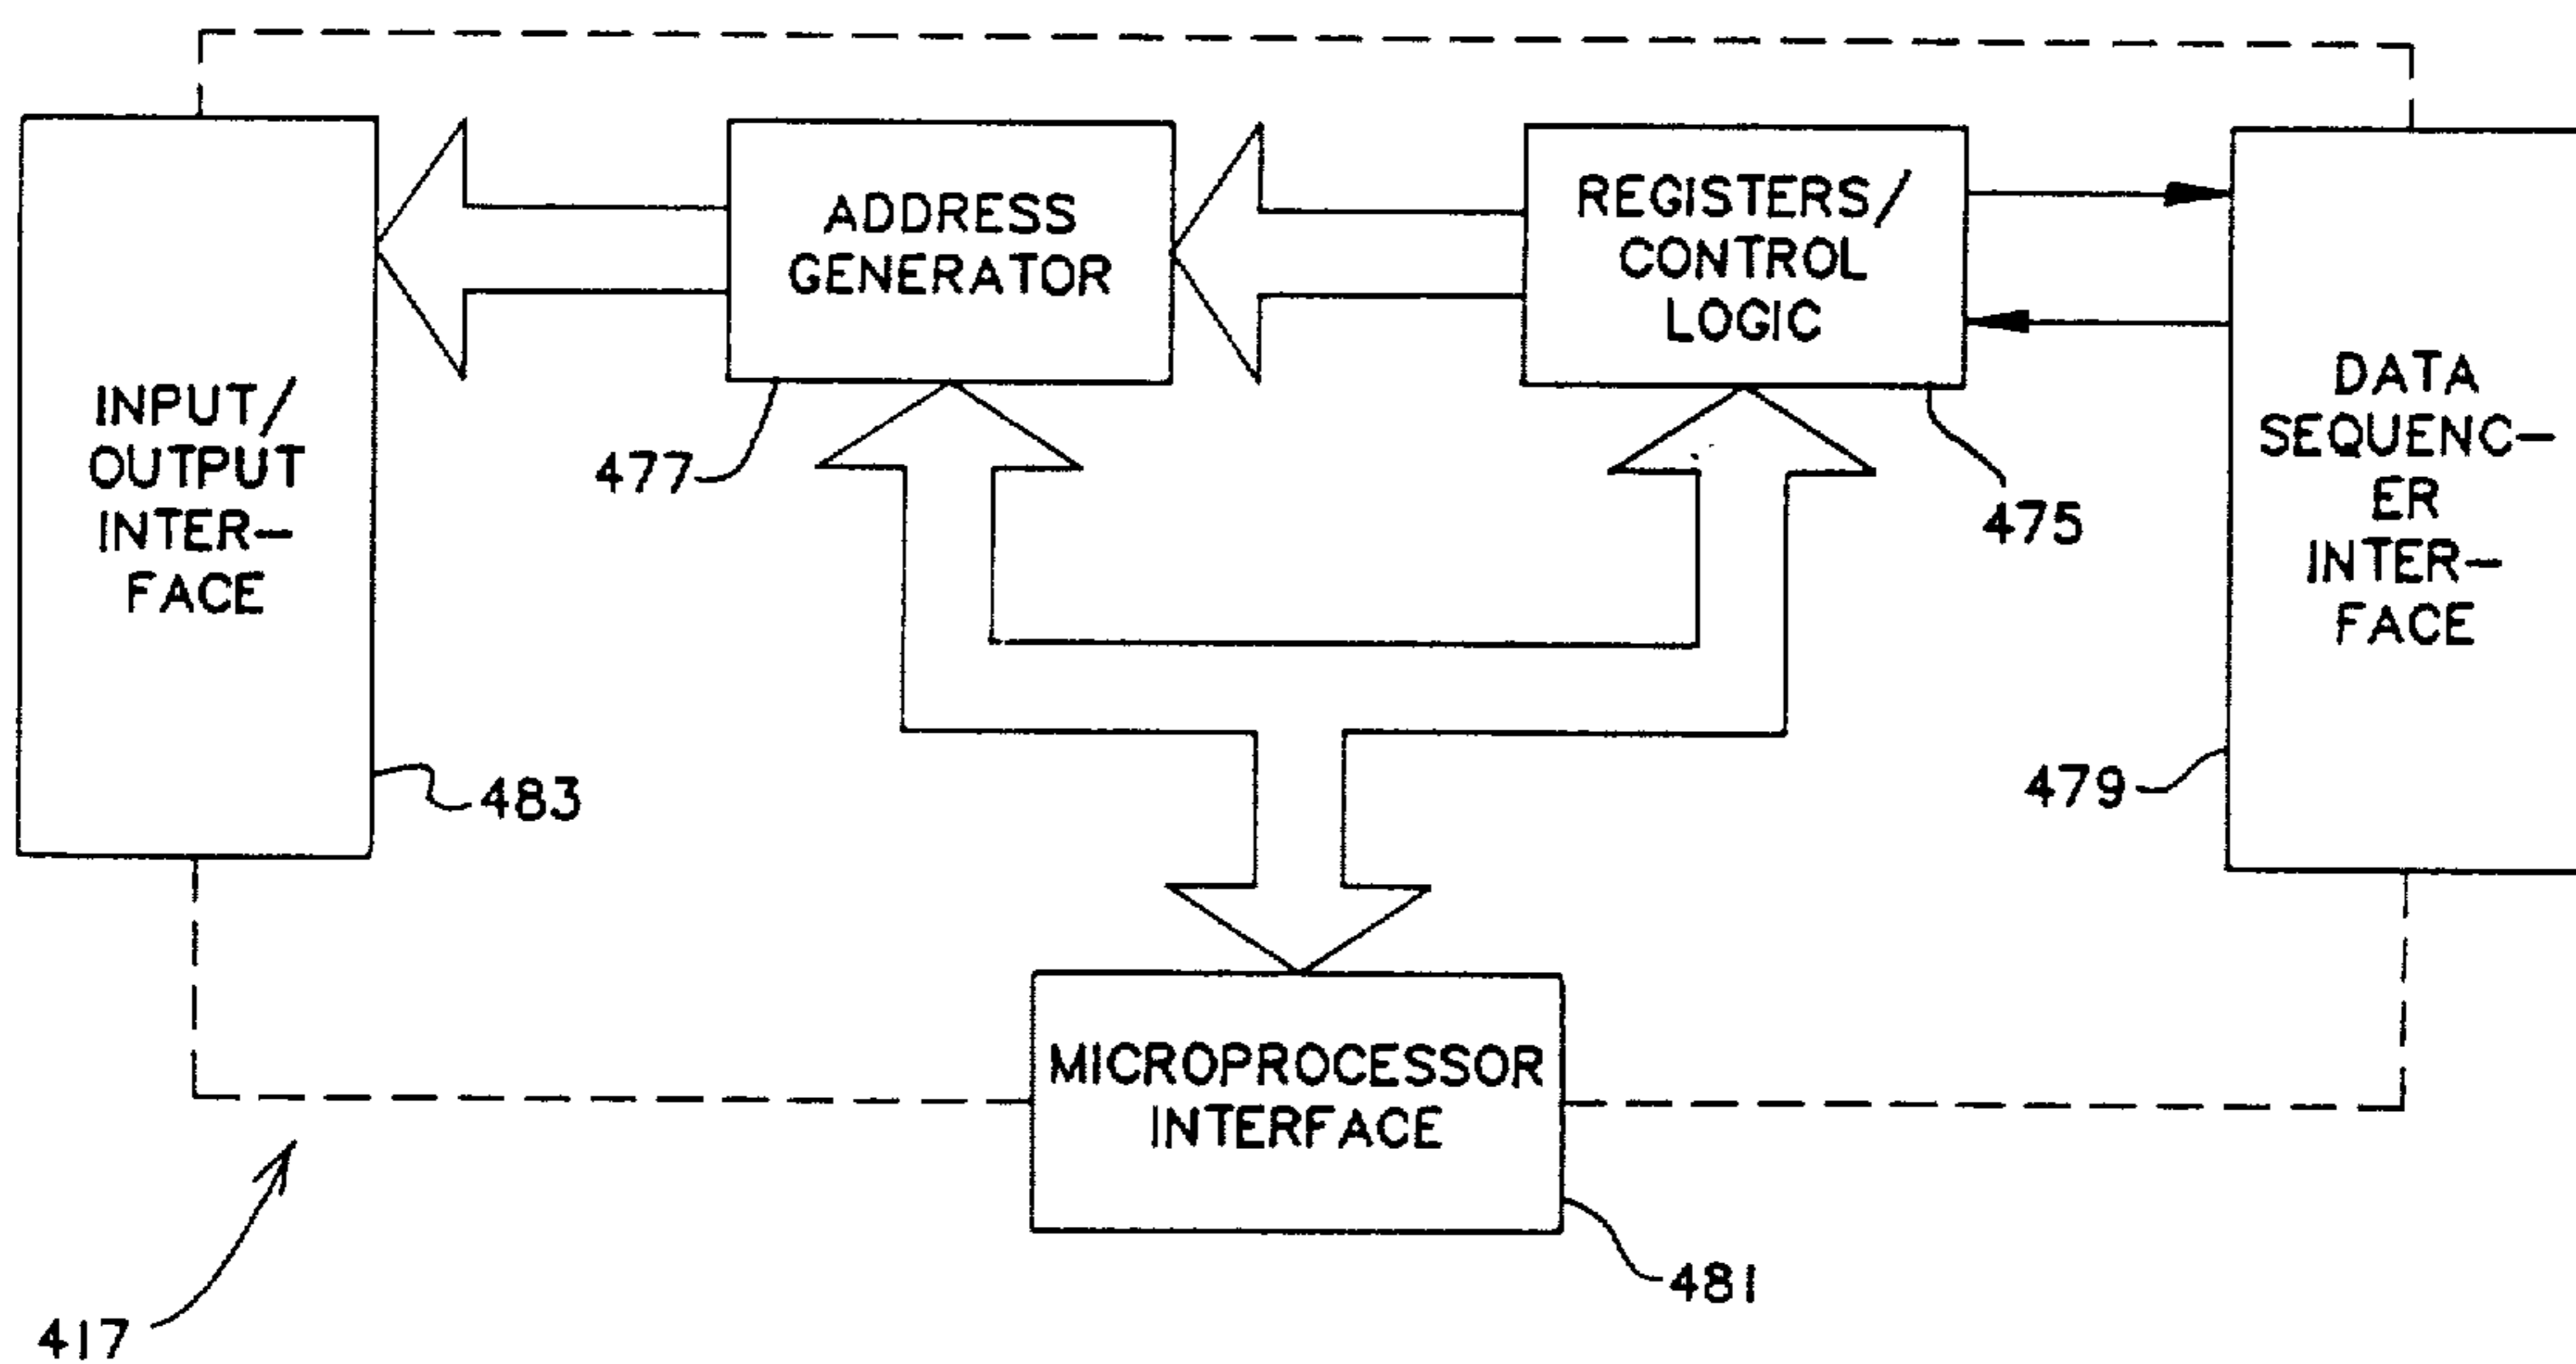 INPUT/
OUTPUT
INTER-
FACE
ADDRESS
GENERATOR
REGISTERS/
CONTROL
LOGIC
DATA
SEQUENC-
ER
INTER-
FACE
477
475
483
479
MICROPROCESSOR
INTERFACE
481
417